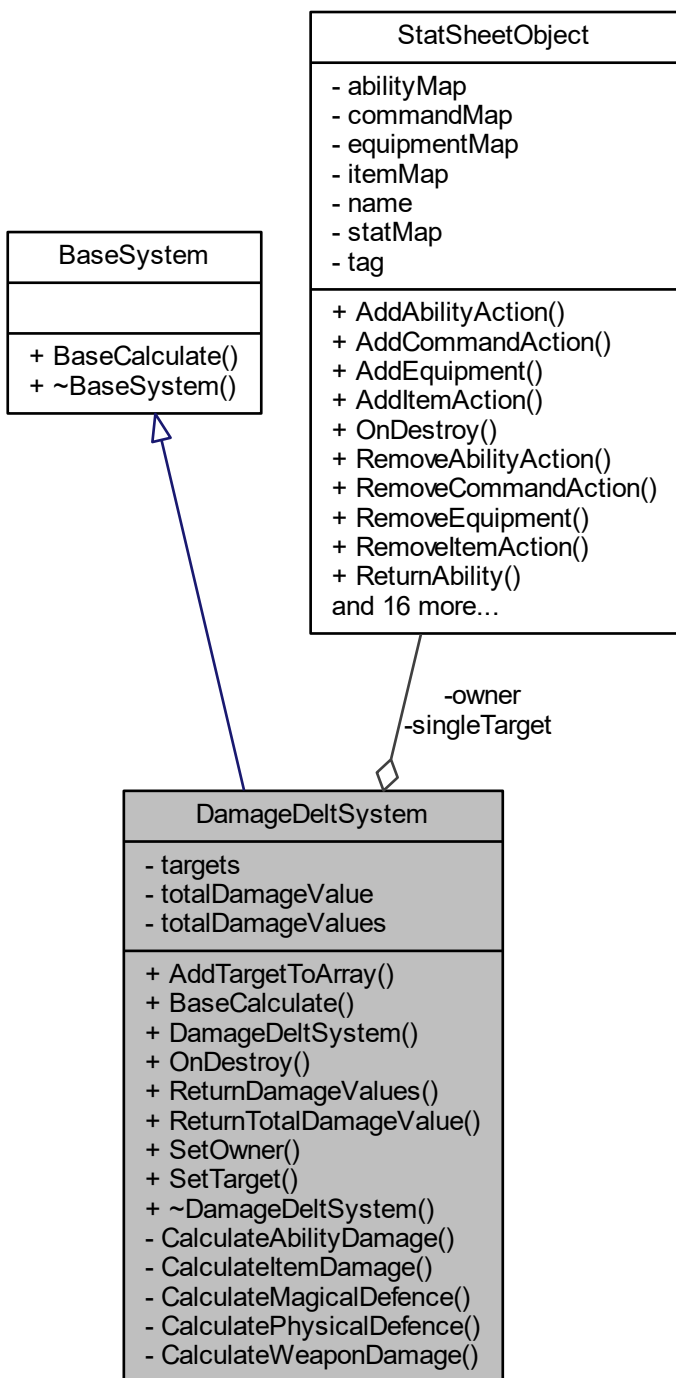 StatSheetObject
- abilityMap
- commandMap
- equipmentMap
- itemMap
- name
- statMap
- tag
+ AddAbilityAction()
+ AddCommandAction()
+ AddEquipment()
+ AddItemAction()
+ OnDestroy()
+ RemoveAbilityAction()
+ RemoveCommandAction()
+ RemoveEquipment()
+ RemoveItemAction()
+ ReturnAbility()
and 16 more...
BaseSystem
+ BaseCalculate()
+ ~BaseSystem()
-owner
-singleTarget
DamageDeltSystem
- targets
- totalDamageValue
- totalDamageValues
+ AddTargetToArray()
+ BaseCalculate()
+ DamageDeltSystem()
+ OnDestroy()
+ ReturnDamageValues()
+ ReturnTotalDamageValue()
+ SetOwner()
+ SetTarget()
+ ~DamageDeltSystem()
- CalculateAbilityDamage()
- CalculateItemDamage()
- CalculateMagicalDefence()
- CalculatePhysicalDefence()
- CalculateWeaponDamage()